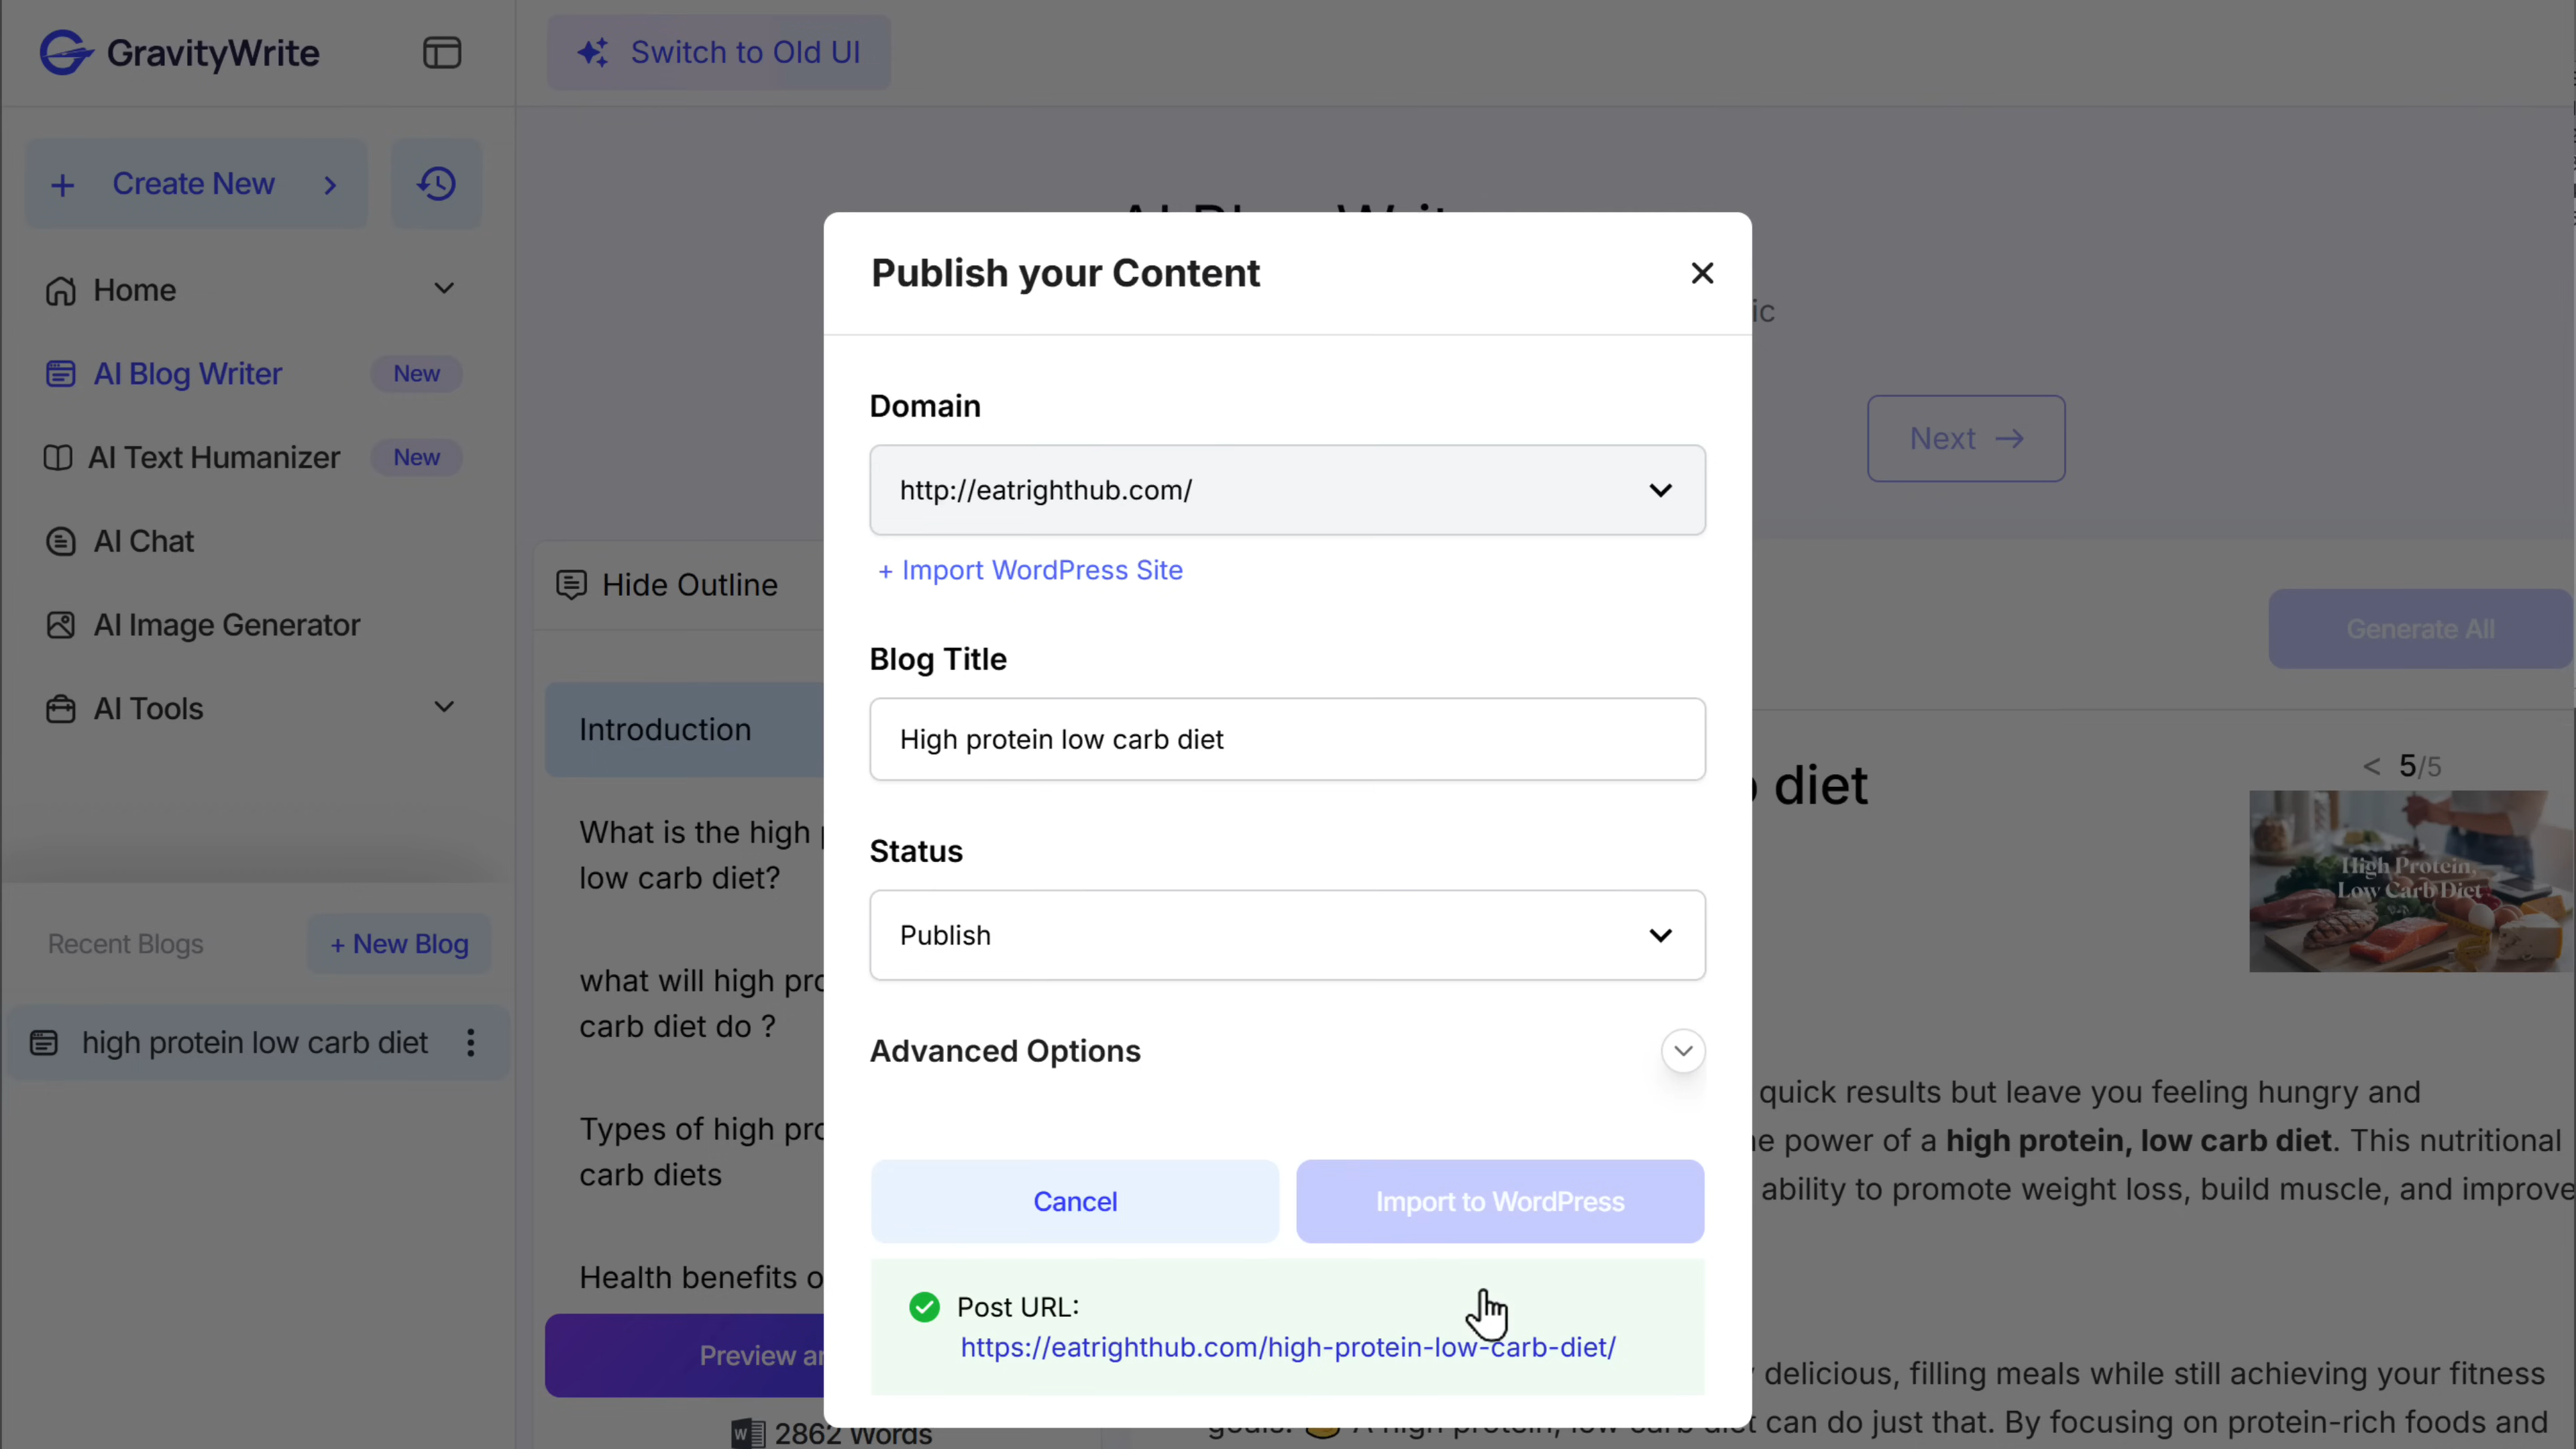 GravityWrite
Switch to Old UI
+ Create New
Home
AI Blog Writer New
AI Text Humanizer New
AI Chat
AI Image Generator
AI Tools
Recent Blogs
+ New Blog
high protein low carb diet
Next →
Hide Outline
Generate All
Introduction
What is the high
low carb diet?
what will high pro
carb diet do ?
Types of high pro
carb diets
Health benefits o
Preview
2862 Words
Publish your Content
Domain
http://eatrighthub.com/
+ Import WordPress Site
Blog Title
High protein low carb diet
Status
Publish
Advanced Options
Cancel
Import to WordPress
Post URL:
https://eatrighthub.com/high-protein-low-carb-diet/
diet
< 5/5
High Protein,
Low Carb Diet
quick results but leave you feeling hungry and
power of a high protein, low carb diet. This nutritional
ability to promote weight loss, build muscle, and improve
delicious, filling meals while still achieving your fitness
can do just that. By focusing on protein-rich foods and